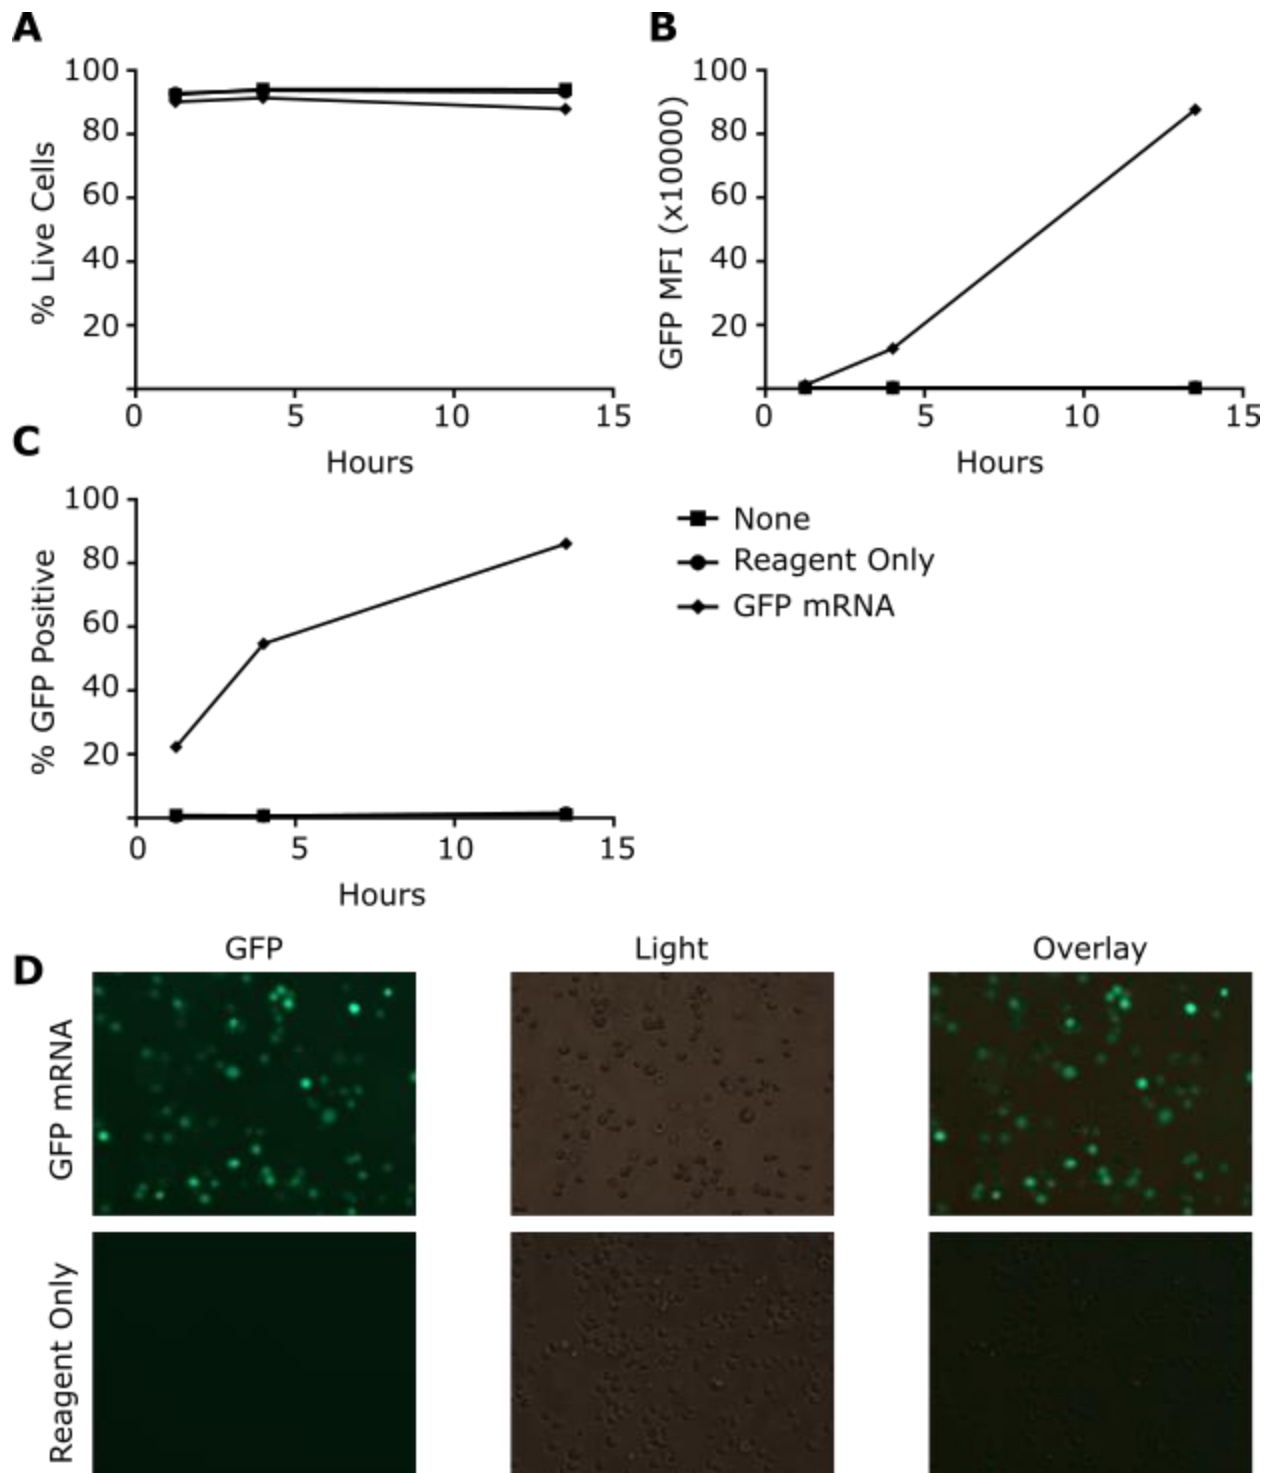 A
100
80
60
40
20
% Live Cells
0 5 10 15
Hours
B
100
80
60
40
20
GFP MFI (x10000)
0 5 10 15
Hours
C
100
80
60
40
20
% GFP Positive
0 5 10 15
Hours
None
Reagent Only
GFP mRNA
D
GFP Light Overlay
GFP mRNA
Reagent Only